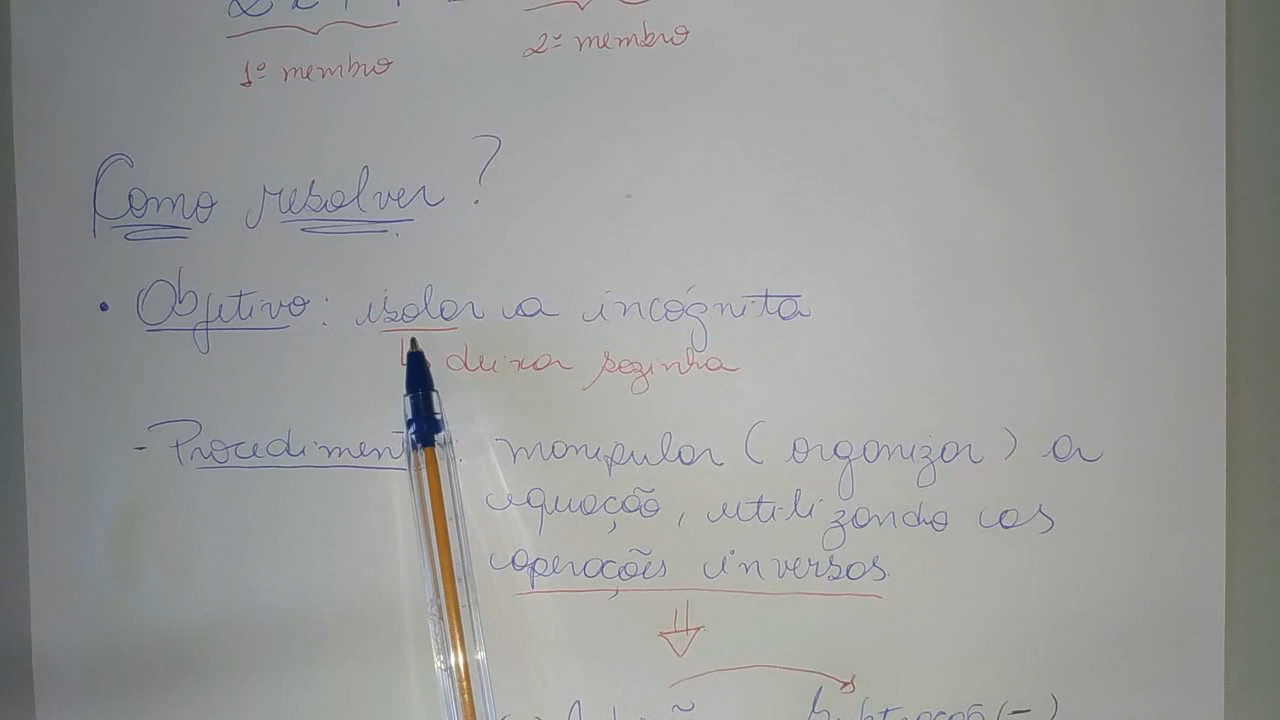 1º membro
2º membro
Como resolver?
• Objetivo: isolar a incógnita
deixar sozinha
- Procedimento: manipular (organizar) a
equação, utilizando as
operações inversas
Subtração (-)